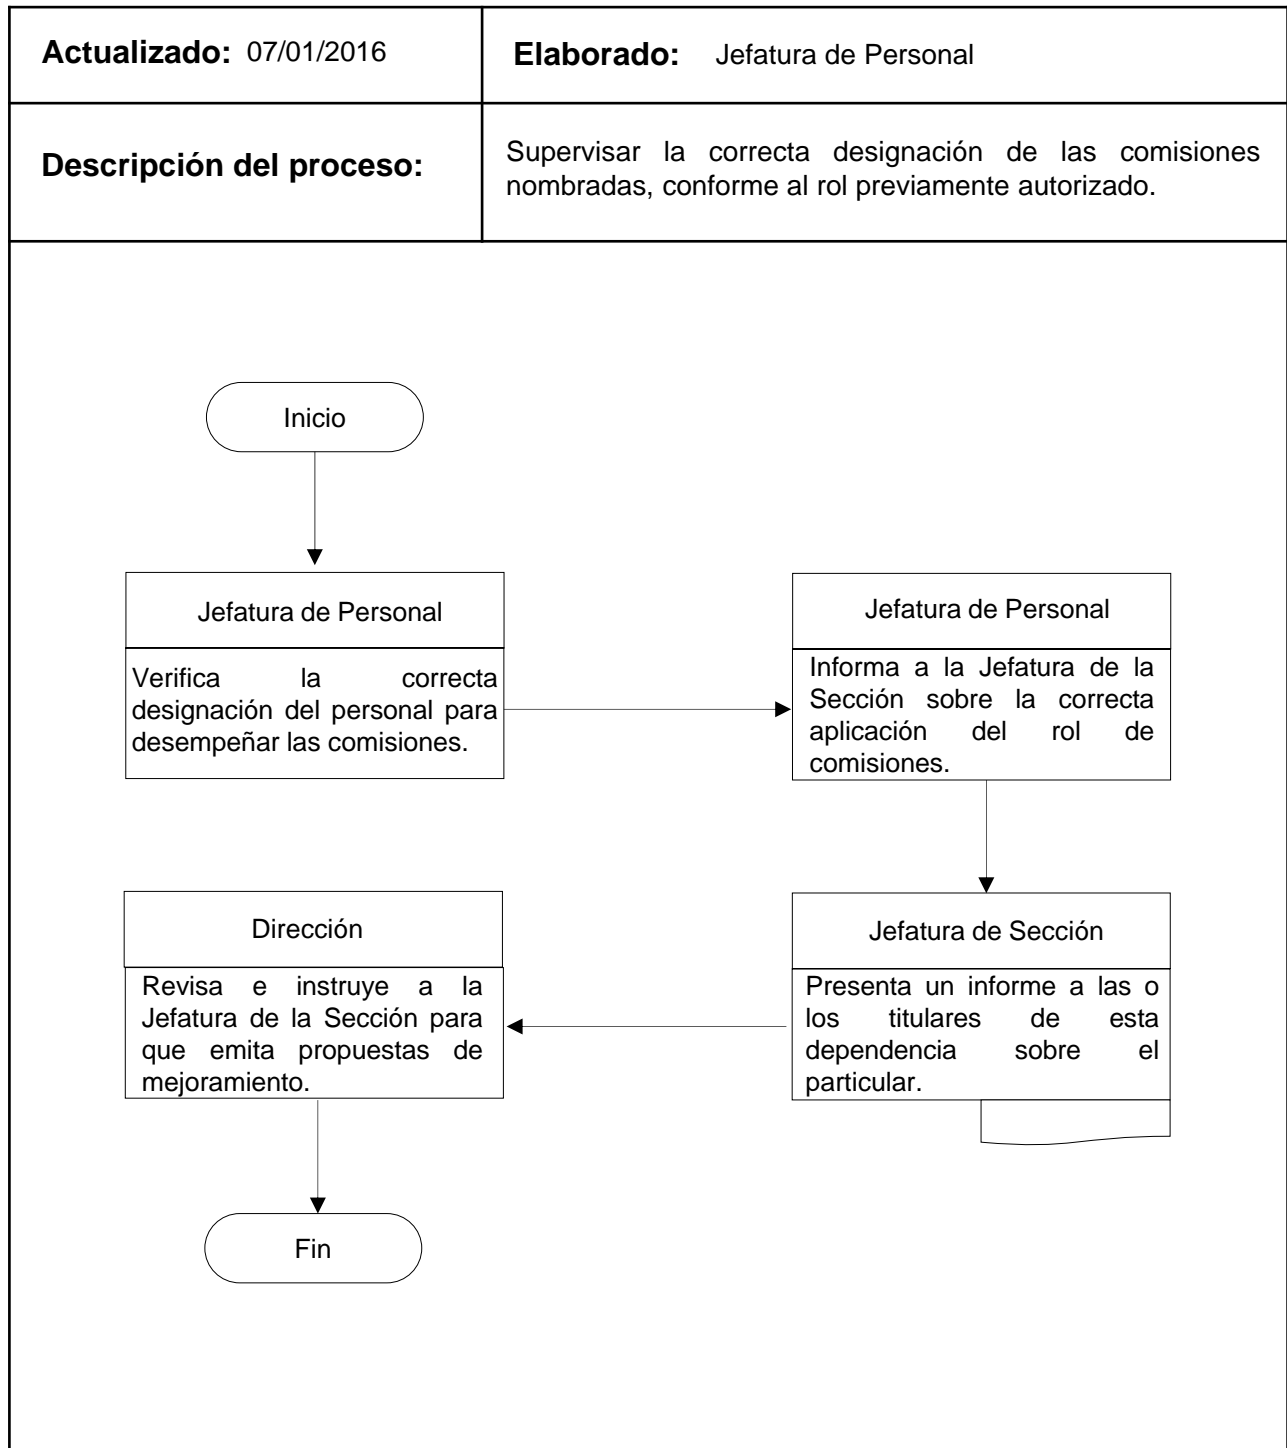 Actualizado: 07/01/2016
Elaborado: Jefatura de Personal
Descripción del proceso:
Supervisar la correcta designación de las comisiones
nombradas, conforme al rol previamente autorizado.
Inicio
Jefatura de Personal
Verifica la correcta
designación del personal para
desempeñar las comisiones.
Jefatura de Personal
Informa a la Jefatura de la
Sección sobre la correcta
aplicación del rol de
comisiones.
Jefatura de Sección
Presenta un informe a las o
los titulares de esta
dependencia sobre el
particular.
Dirección
Revisa e instruye a la
Jefatura de la Sección para
que emita propuestas de
mejoramiento.
Fin